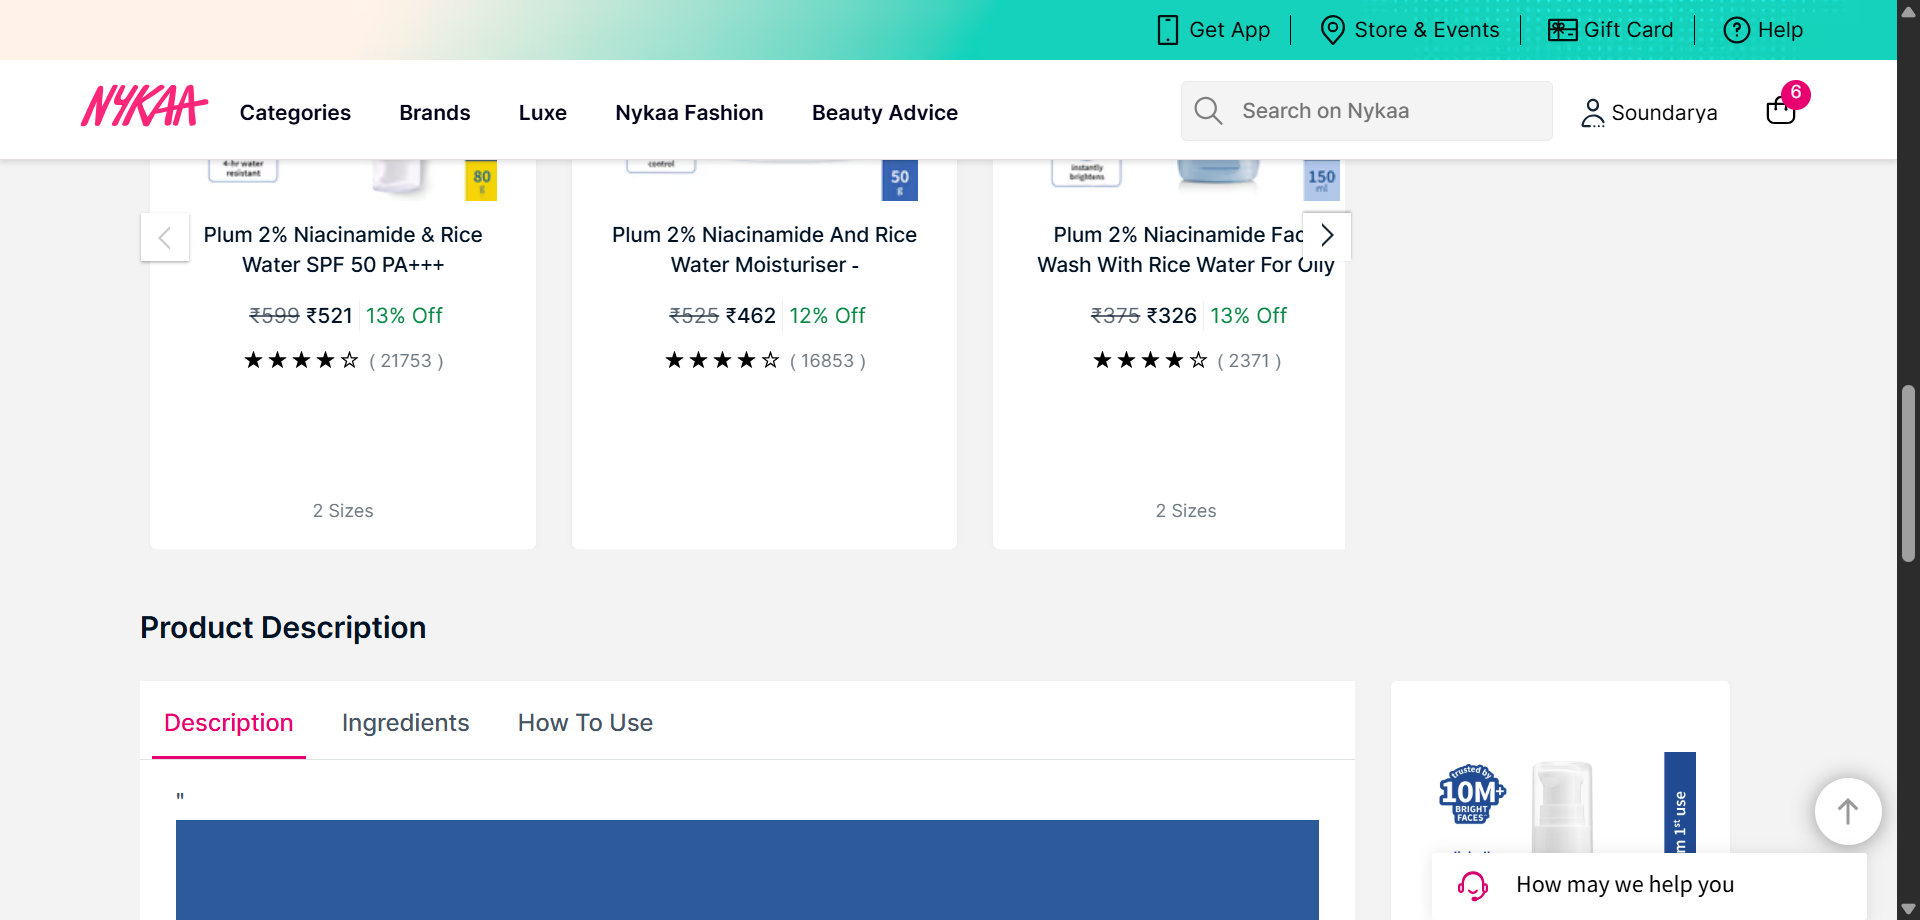 Get App
Store & Events
Gift Card
Help
NYKAA
Categories
Brands
Luxe
Nykaa Fashion
Beauty Advice
Search on Nykaa
Soundarya
6
4-hr water
resistant
80
g
control
50
g
instantly
brightens
150
ml
Plum 2% Niacinamide & Rice
Water SPF 50 PA+++
₹599 ₹521 13% Off
( 21753 )
2 Sizes
Plum 2% Niacinamide And Rice
Water Moisturiser -
₹525 ₹462 12% Off
( 16853 )
Plum 2% Niacinamide Fac
Wash With Rice Water For Oily
₹375 ₹326 13% Off
( 2371 )
2 Sizes
Product Description
Description
Ingredients
How To Use
"
trusted by
10M+
BRIGHT
FACES
m 1st use
How may we help you